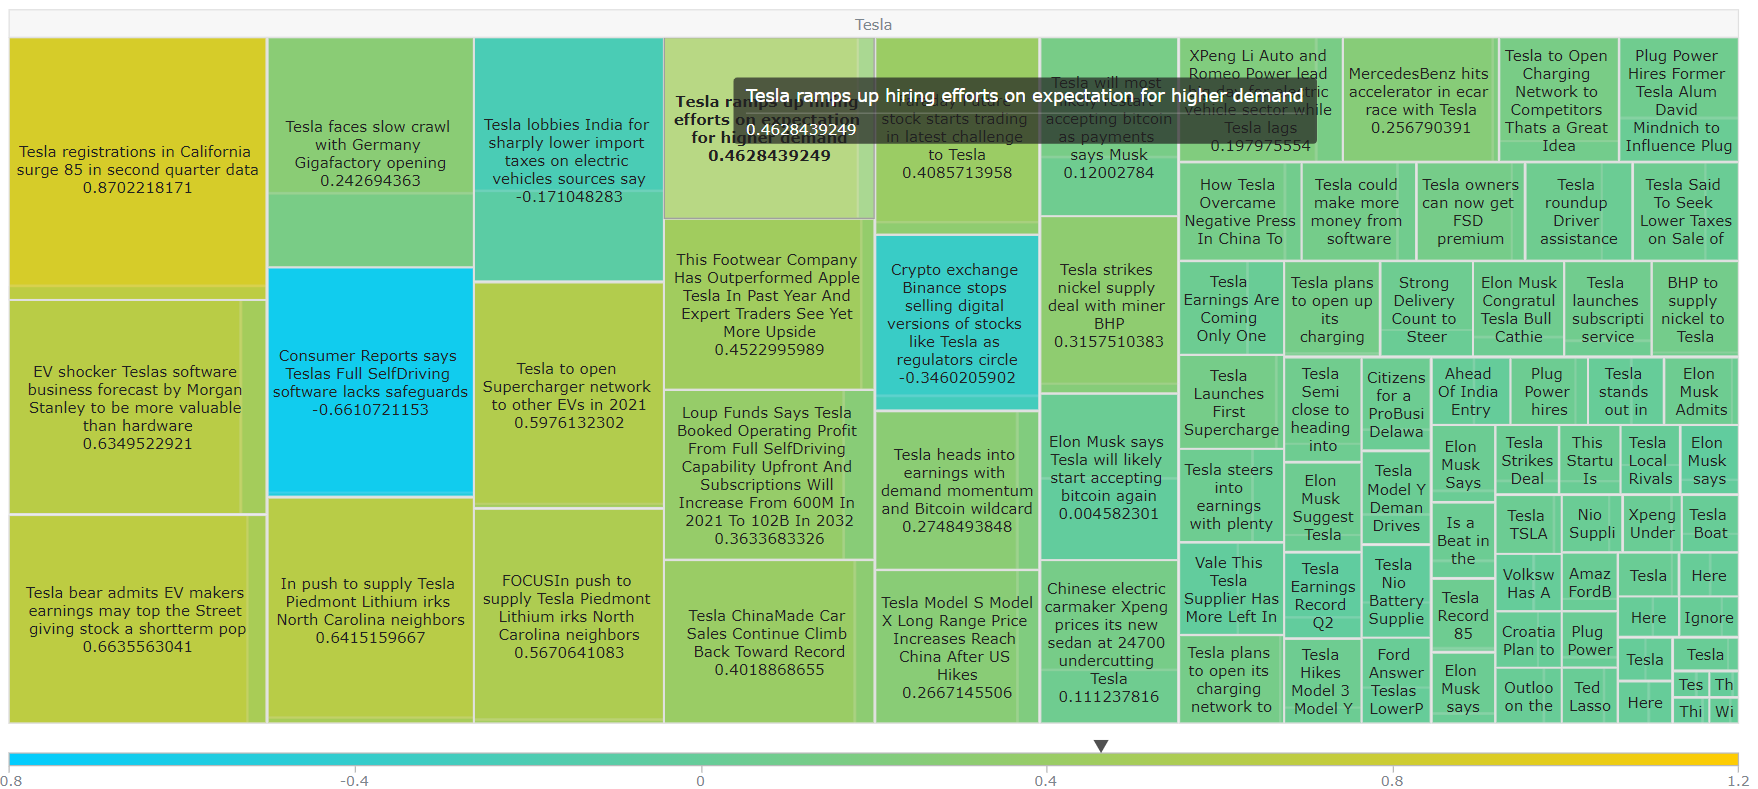 Tesla
Tesla registrations in California
surge 85 in second quarter data
0.8702218171
EV shocker Teslas software
business forecast by Morgan
Stanley to be more valuable
than hardware
0.6349522921
Tesla bear admits EV makers
earnings may top the Street
giving stock a shortterm pop
0.6635563041
Tesla faces slow crawl
with Germany
Gigafactory opening
0.242694363
Consumer Reports says
Teslas Full SelfDriving
software lacks safeguards
-0.6610721153
In push to supply Tesla
Piedmont Lithium irks
North Carolina neighbors
0.6415159667
Tesla lobbies India for
sharply lower import
taxes on electric
vehicles sources say
-0.171048283
Tesla to open
Supercharger network
to other EVs in 2021
0.5976132302
FOCUSIn push to
supply Tesla Piedmont
Lithium irks North
Carolina neighbors
0.5670641083
Tesla ramps up hiring
efforts on expectation
for higher demand
0.4628439249
Tesla ramps up hiring efforts on expectation for higher demand
0.4628439249
This Footwear Company
Has Outperformed Apple
Tesla In Past Year And
Expert Traders See Yet
More Upside
0.4522995989
Loup Funds Says Tesla
Booked Operating Profit
From Full SelfDriving
Capability Upfront And
Subscriptions Will
Increase From 600M In
2021 To 102B In 2032
0.3633683326
Tesla ChinaMade Car
Sales Continue Climb
Back Toward Record
0.4018868655
Future
stock starts trading
in latest challenge
to Tesla
0.4085713958
Crypto exchange
Binance stops
selling digital
versions of stocks
like Tesla as
regulators circle
-0.3460205902
Tesla heads into
earnings with
demand momentum
and Bitcoin wildcard
0.2748493848
Tesla Model S Model
X Long Range Price
Increases Reach
China After US
Hikes
0.2667145506
Tesla will most
likely restart
accepting bitcoin
as payments
says Musk
0.12002784
Tesla strikes
nickel supply
deal with miner
BHP
0.3157510383
Elon Musk says
Tesla will likely
start accepting
bitcoin again
0.004582301
Chinese electric
carmaker Xpeng
prices its new
sedan at 24700
undercutting
Tesla
0.111237816
XPeng Li Auto and
Romeo Power lead
electric
vehicle sector while
Tesla lags
0.197975554
MercedesBenz hits
accelerator in ecar
race with Tesla
0.256790391
Tesla to Open
Charging
Network to
Competitors
Thats a Great
Idea
Plug Power
Hires Former
Tesla Alum
David
Mindnich to
Influence Plug
How Tesla
Overcame
Negative Press
In China To
Tesla could
make more
money from
software
Tesla owners
can now get
FSD
premium
Tesla
roundup
Driver
assistance
Tesla Said
To Seek
Lower Taxes
on Sale of
Tesla
Earnings Are
Coming
Only One
Tesla plans
to open up
its
charging
Strong
Delivery
Count to
Steer
Elon Musk
Congratul
Tesla Bull
Cathie
Tesla
launches
subscripti
service
BHP to
supply
nickel to
Tesla
Tesla
Launches
First
Supercharge
Tesla
Semi
close to
heading
into
Citizens
for a
ProBusi
Delawa
Ahead
Of India
Entry
Plug
Power
hires
Tesla
stands
out in
Elon
Musk
Admits
Tesla steers
into
earnings
with plenty
Elon
Musk
Suggest
Tesla
Tesla
Model Y
Deman
Drives
Elon
Musk
Says
Tesla
Strikes
Deal
This
Startu
Is
Tesla
Local
Rivals
Elon
Musk
says
Is a
Beat in
the
Tesla
TSLA
Nio
Suppli
Xpeng
Under
Tesla
Boat
Vale This
Tesla
Supplier Has
More Left In
Tesla
Earnings
Record
Q2
Tesla
Nio
Battery
Supplie
Tesla
Record
85
Volksw
Has A
Amaz
FordB
Tesla
Here
Croatia
Plan to
Plug
Power
Here
Ignore
Tesla plans
to open its
charging
network to
Tesla
Hikes
Model 3
Model Y
Ford
Answer
Teslas
LowerP
Elon
Musk
says
Outloo
on the
Ted
Lasso
Tesla
Here
Tesla
Tes
Th
Thi
Wi
0.8
-0.4
0
0.4
0.8
1.2